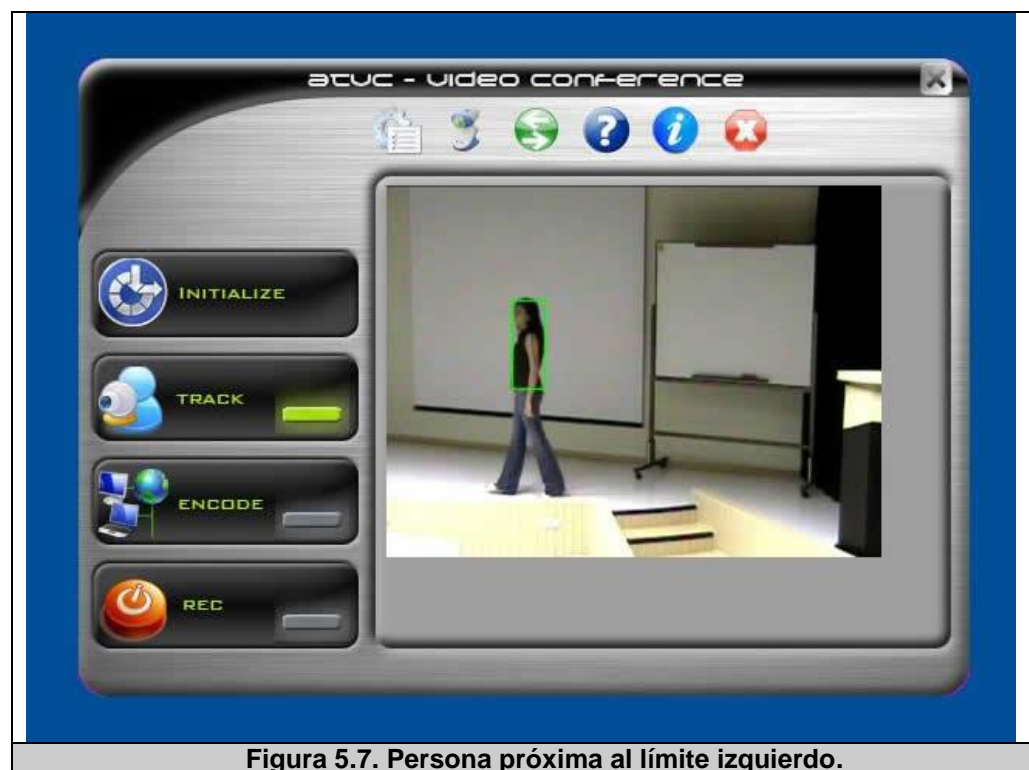 ATVC - VIDEO CONFERENCE
INITIALIZE
TRACK
ENCODE
REC
Figura 5.7. Persona próxima al límite izquierdo.